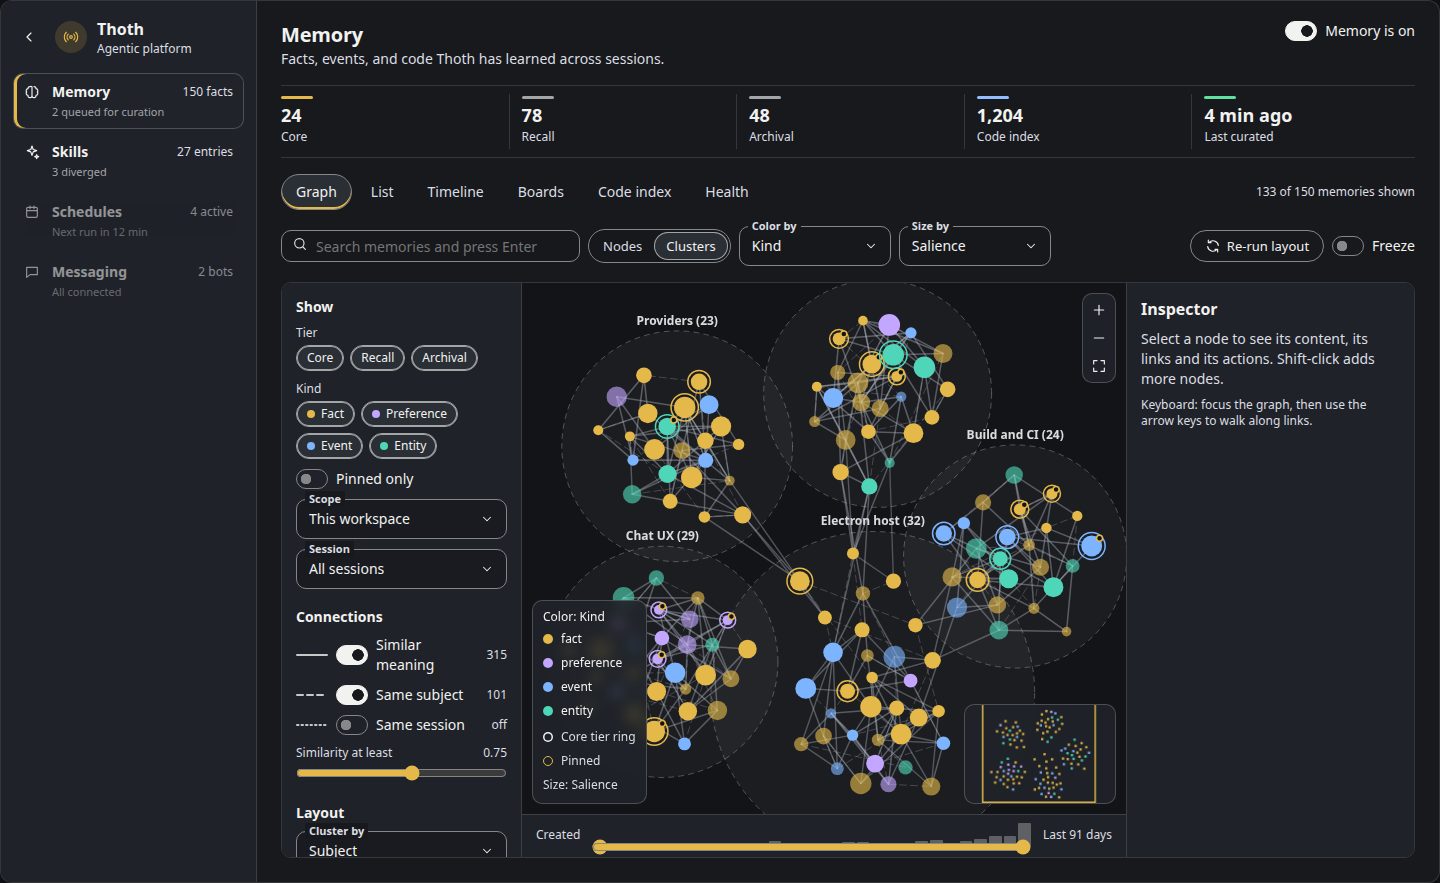 Thoth
Agentic platform
Memory 150 facts
2 queued for curation
Skills 27 entries
3 diverged
Schedules 4 active
Next run in 12 min
Messaging 2 bots
All connected
Memory
Facts, events, and code Thoth has learned across sessions.
Memory is on
24
Core
78
Recall
48
Archival
1,204
Code index
4 min ago
Last curated
Graph List Timeline Boards Code index Health
133 of 150 memories shown
Search memories and press Enter
Nodes Clusters
Color by
Kind
Size by
Salience
Re-run layout
Freeze
Show
Tier
Core Recall Archival
Kind
Fact Preference
Event Entity
Pinned only
Scope
This workspace
Session
All sessions
Connections
Similar
meaning
315
Same subject 101
Same session off
Similarity at least 0.75
Layout
Cluster by
Subject
Providers (23)
Build and CI (24)
Electron host (32)
Chat UX (29)
Color: Kind
fact
preference
event
entity
Core tier ring
Pinned
Size: Salience
Created
Last 91 days
Inspector
Select a node to see its content, its
links and its actions. Shift-click adds
more nodes.
Keyboard: focus the graph, then use the
arrow keys to walk along links.